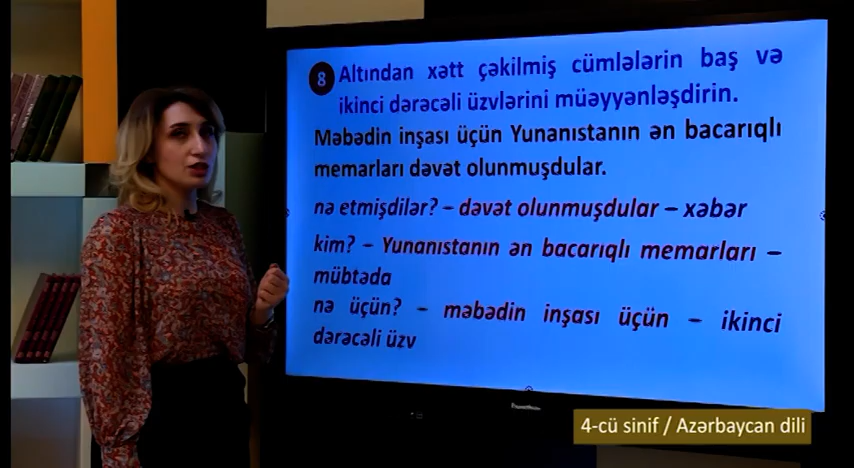 8 Altından xətt çəkilmiş cümlələrin baş və
ikinci dərəcəli üzvlərini müəyyənləşdirin.
Məbədin inşası üçün Yunanıstanın ən bacarıqlı
memarları dəvət olunmuşdular.
nə etmişdilər? – dəvət olunmuşdular – xəbər
kim? – Yunanıstanın ən bacarıqlı memarları –
mübtəda
nə üçün? – məbədin inşası üçün – ikinci
dərəcəli üzv
4-cü sinif / Azərbaycan dili